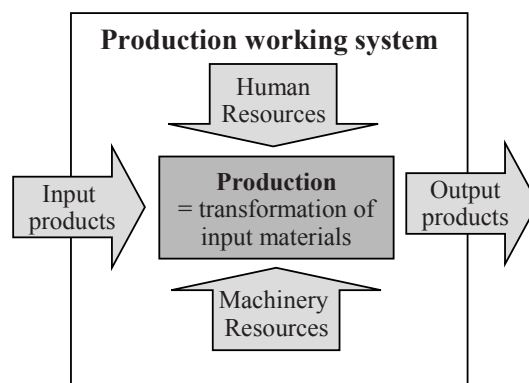 Production working system
Human
Resources
Input
products
Production
= transformation of
input materials
Output
products
Machinery
Resources